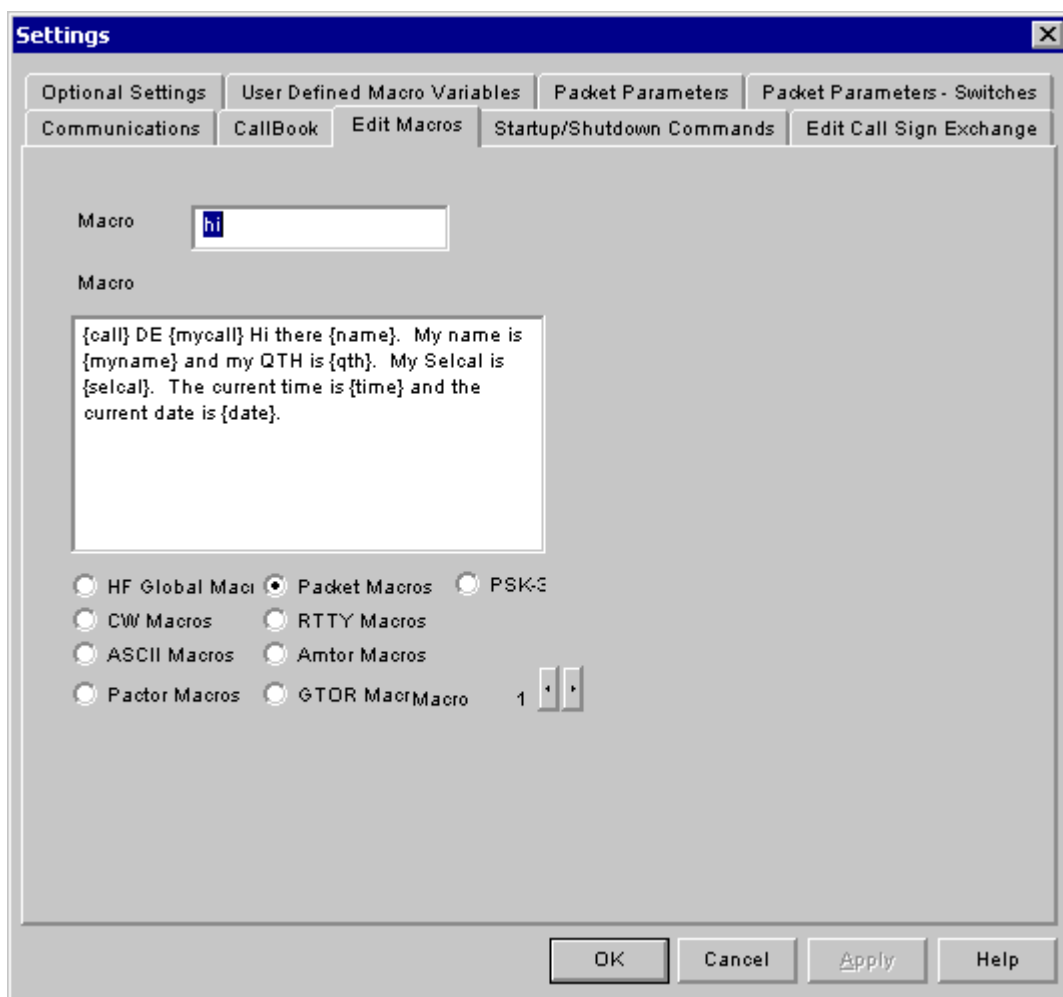 Settings
Optional Settings User Defined Macro Variables Packet Parameters Packet Parameters - Switches
Communications CallBook Edit Macros Startup/Shutdown Commands Edit Call Sign Exchange
Macro hi
Macro
{call} DE {mycall} Hi there {name}.  My name is
{myname} and my QTH is {qth}.  My Selcal is
{selcal}.  The current time is {time} and the
current date is {date}.
HF Global Macr Packet Macros PSK-3
CW Macros RTTY Macros
ASCII Macros Amtor Macros
Pactor Macros GTOR Macr Macro 1
OK Cancel Apply Help